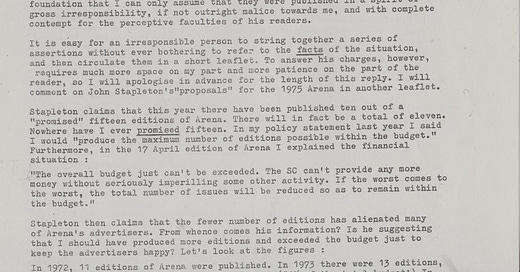 foundation that I can only assume that they were published in a spirit of
gross irresponsibility, if not outright malice towards me, and with complete
contempt for the perceptive faculties of his readers.
It is easy for an irresponsible person to string together a series of
assertions without ever bothering to refer to the facts of the situation,
and then circulate them in a short leaflet. To answer his charges, however,
requires much more space on my part and more patience on the part of the
reader, so I will apologise in advance for the length of this reply. I will
comment on John Stapleton's"proposals" for the 1975 Arena in another leaflet.
Stapleton claims that this year there have been published ten out of a
"promised" fifteen editions of Arena. There will in fact be a total of eleven.
Nowhere have I ever promised fifteen. In my policy statement last year I said
I would "produce the maximum number of editions possible within the budget."
Furthermore, in the 17 April edition of Arena I explained the financial
situation :
"The overall budget just can't be exceeded. The SC can't provide any more
money without seriously imperilling some other activity. If the worst comes to
the worst, the total number of issues will be reduced so as to remain within
the budget."
Stapleton then claims that the fewer number of editions has alienated many
of Arena's advertisers. From whence comes his information? Is he suggesting
that I should have produced more editions and exceeded the budget just to
keep the advertisers happy? Let's look at the figures :
In 1972, 11 editions of Arena were published. In 1973 there were 13 editions,